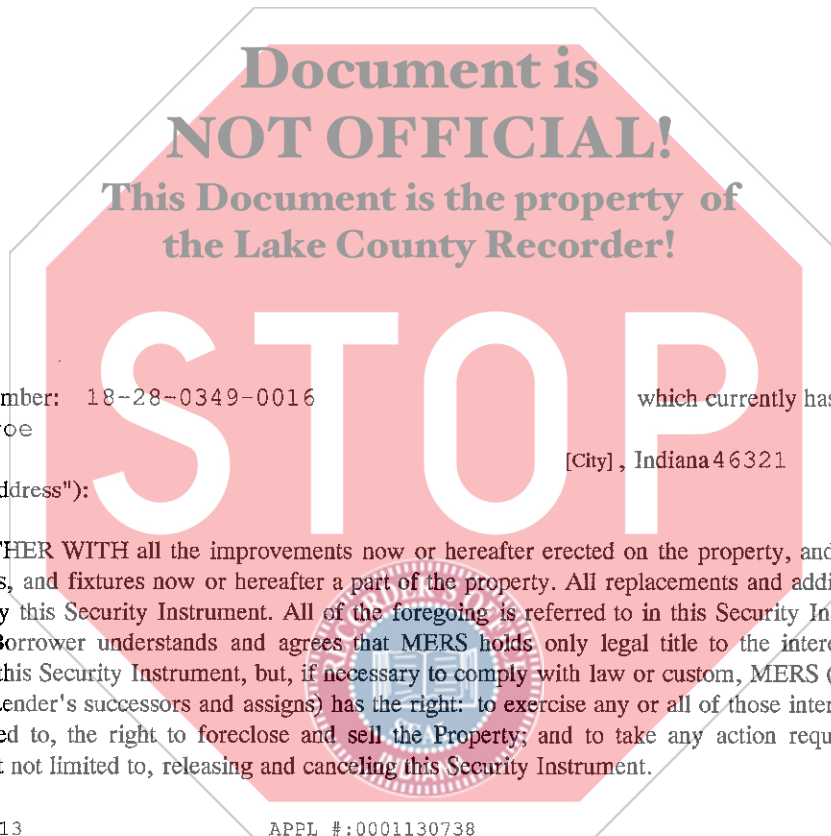 Document is
NOT OFFICIAL!
This Document is the property of
the Lake County Recorder!
STOP
mber: 18-28-0349-0016 which currently has
roe
[City] , Indiana 46321
ddress"):
THER WITH all the improvements now or hereafter erected on the property, and
s, and fixtures now or hereafter a part of the property. All replacements and addi
y this Security Instrument. All of the foregoing is referred to in this Security In
Borrower understands and agrees that MERS holds only legal title to the intere
this Security Instrument, but, if necessary to comply with law or custom, MERS (
Lender's successors and assigns) has the right: to exercise any or all of those inter
ed to, the right to foreclose and sell the Property; and to take any action requ
t not limited to, releasing and canceling this Security Instrument.
RECORDER'S OFFICE
SEAL
INDIANA
13 APPL #:0001130738